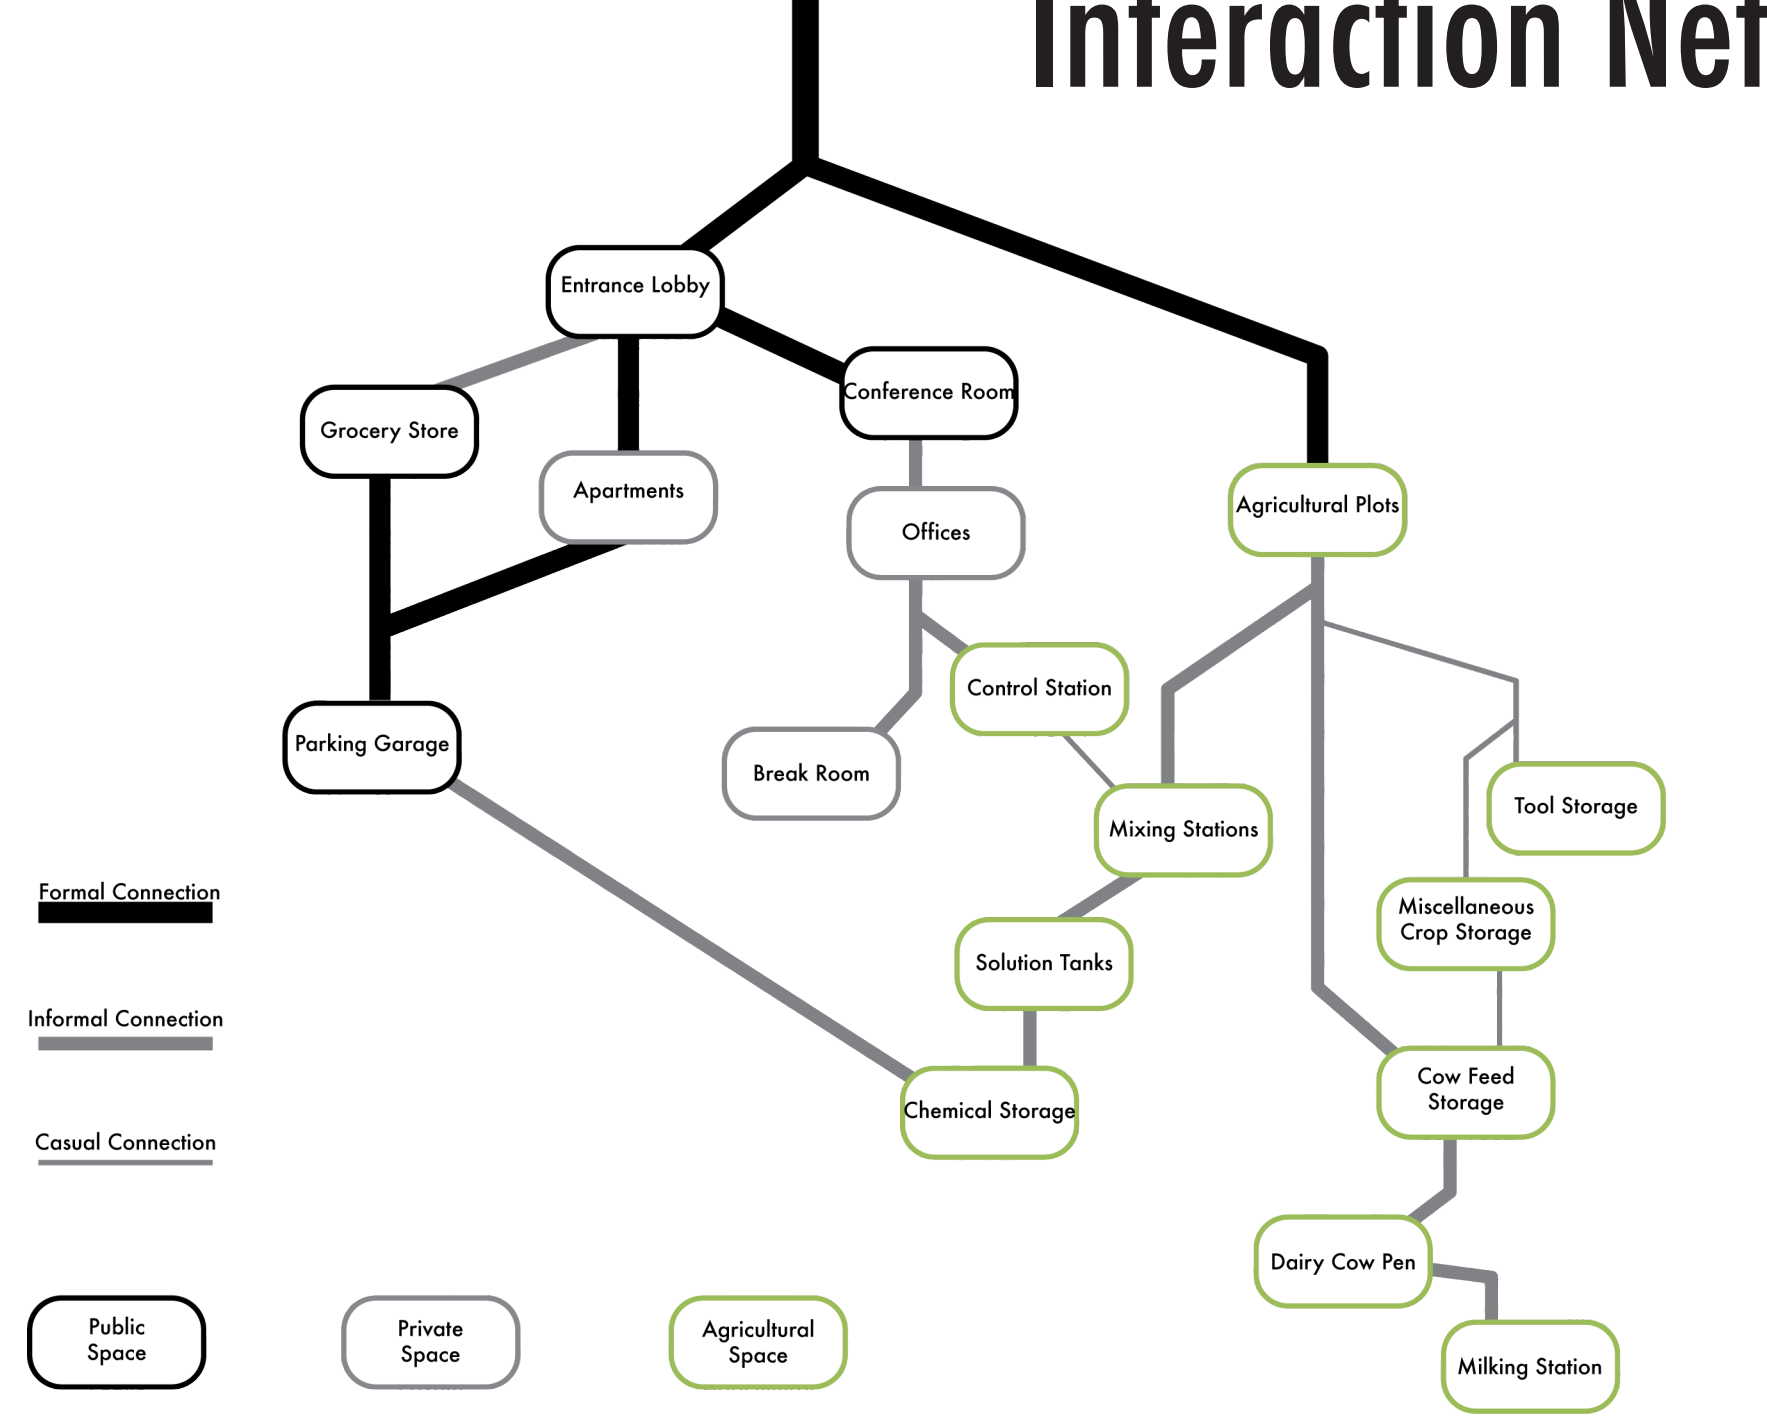 Interaction Net
Entrance Lobby
Conference Room
Grocery Store
Apartments
Offices
Agricultural Plots
Control Station
Parking Garage
Break Room
Mixing Stations
Tool Storage
Miscellaneous
Crop Storage
Solution Tanks
Chemical Storage
Cow Feed
Storage
Dairy Cow Pen
Milking Station
Formal Connection
Informal Connection
Casual Connection
Public
Space
Private
Space
Agricultural
Space